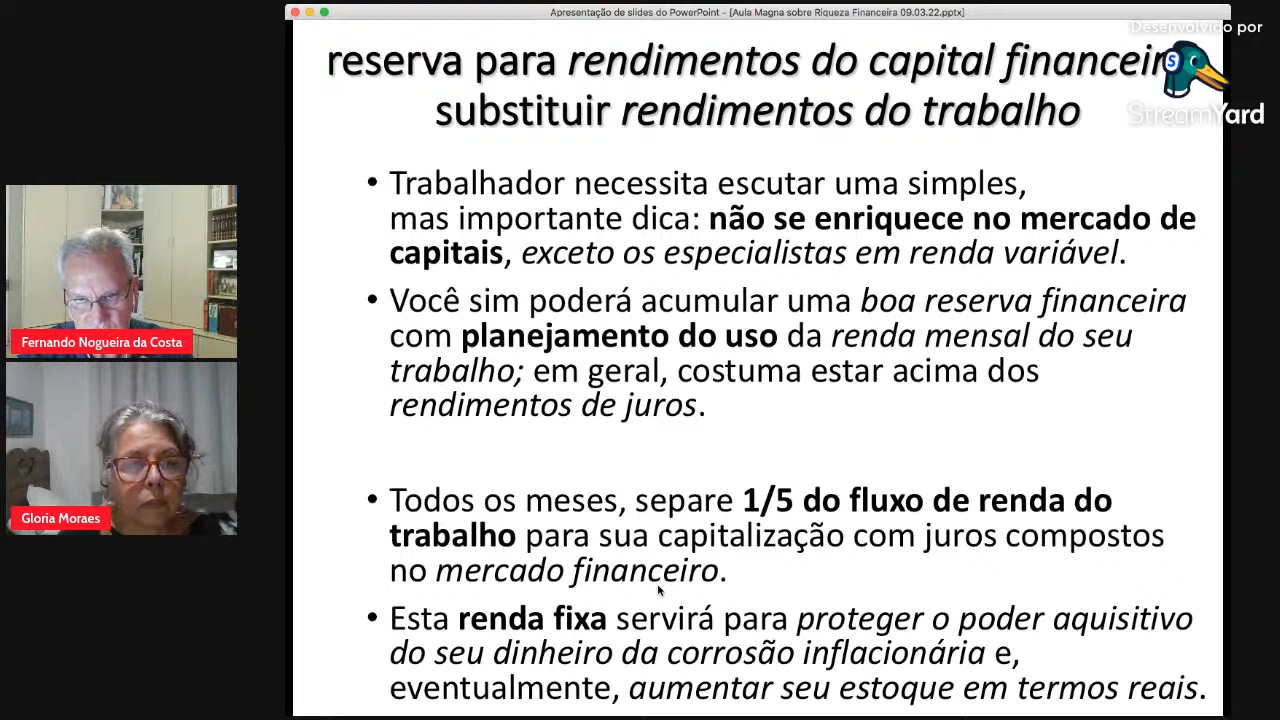 Apresentação de slides do PowerPoint - [Aula Magna sobre Riqueza Financeira 09.03.22.pptx]
Desenvolvido por
S
StreamYard
reserva para rendimentos do capital financeir
substituir rendimentos do trabalho
• Trabalhador necessita escutar uma simples,
mas importante dica: não se enriquece no mercado de
capitais, exceto os especialistas em renda variável.
• Você sim poderá acumular uma boa reserva financeira
com planejamento do uso da renda mensal do seu
trabalho; em geral, costuma estar acima dos
rendimentos de juros.
• Todos os meses, separe 1/5 do fluxo de renda do
trabalho para sua capitalização com juros compostos
no mercado financeiro.
• Esta renda fixa servirá para proteger o poder aquisitivo
do seu dinheiro da corrosão inflacionária e,
eventualmente, aumentar seu estoque em termos reais.
Fernando Nogueira da Costa
Gloria Moraes